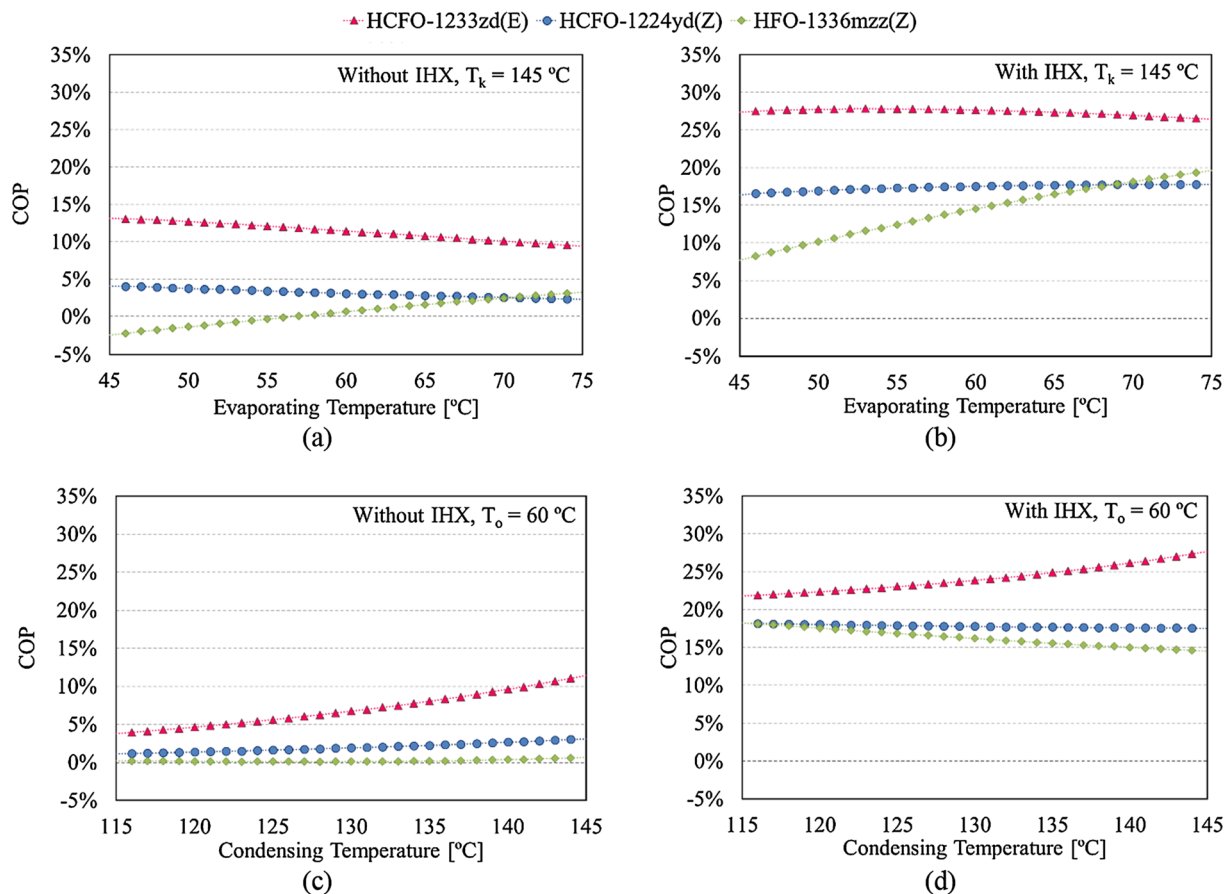 HCFO-1233zd(E) HCFO-1224yd(Z) HFO-1336mzz(Z)
Without IHX, Tk = 145 ºC
COP
35%
30%
25%
20%
15%
10%
5%
0%
-5%
45 50 55 60 65 70 75
Evaporating Temperature [ºC]
(a)
With IHX, Tk = 145 ºC
COP
35%
30%
25%
20%
15%
10%
5%
0%
-5%
45 50 55 60 65 70 75
Evaporating Temperature [ºC]
(b)
Without IHX, To = 60 ºC
COP
35%
30%
25%
20%
15%
10%
5%
0%
-5%
115 120 125 130 135 140 145
Condensing Temperature [ºC]
(c)
With IHX, To = 60 ºC
COP
35%
30%
25%
20%
15%
10%
5%
0%
-5%
115 120 125 130 135 140 145
Condensing Temperature [ºC]
(d)